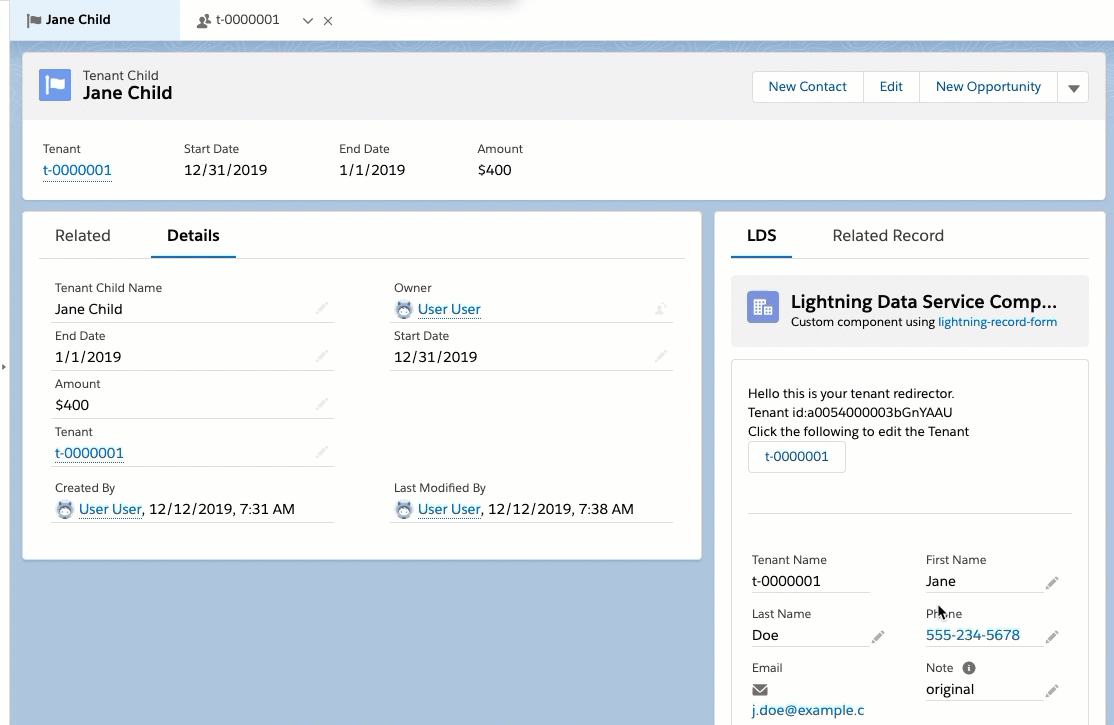 Jane Child
t-0000001
Tenant Child
Jane Child
New Contact
Edit
New Opportunity
Tenant
Start Date
End Date
Amount
t-0000001
12/31/2019
1/1/2019
$400
Related
Details
Tenant Child Name
Owner
Jane Child
User User
End Date
Start Date
1/1/2019
12/31/2019
Amount
$400
Tenant
t-0000001
Created By
Last Modified By
User User, 12/12/2019, 7:31 AM
User User, 12/12/2019, 7:38 AM
LDS
Related Record
Lightning Data Service Comp...
Custom component using lightning-record-form
Hello this is your tenant redirector.
Tenant id:a0054000003bGnYAAU
Click the following to edit the Tenant
t-0000001
Tenant Name
First Name
t-0000001
Jane
Last Name
Phone
Doe
555-234-5678
Email
Note
original
j.doe@example.c